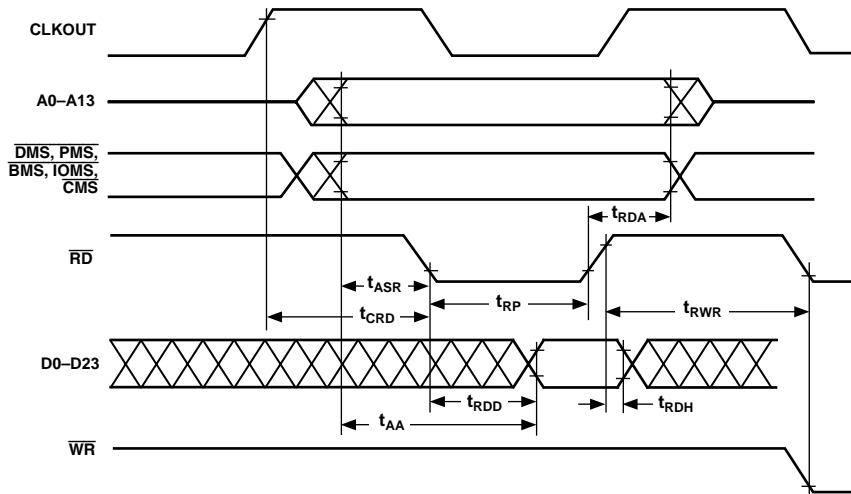 CLKOUT
A0–A13
DMS, PMS,
BMS, IOMS,
CMS
tRDA
RD
tASR
tRP
tCRD
tRWR
D0–D23
tRDD
tRDH
tAA
WR